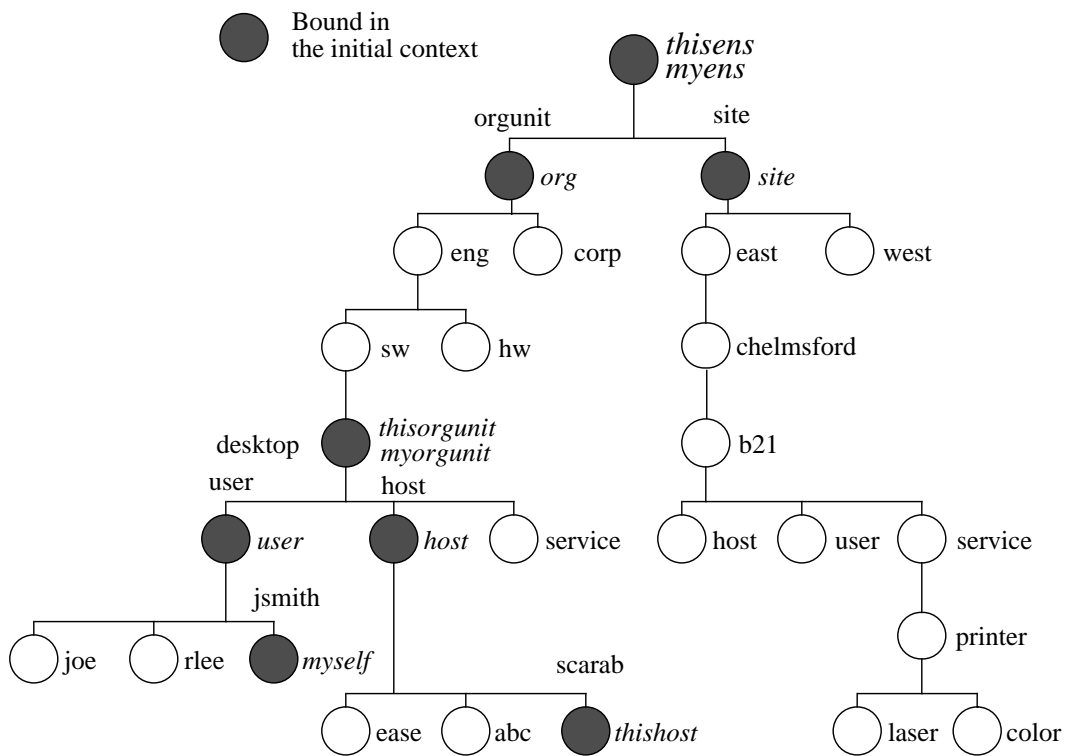 Bound in
the initial context
thisens
myens
orgunit
site
org
site
eng
corp
east
west
sw
hw
chelmsford
desktop
thisorgunit
myorgunit
b21
user
host
user
host
service
host
user
service
jsmith
joe
rlee
myself
printer
scarab
ease
abc
thishost
laser
color